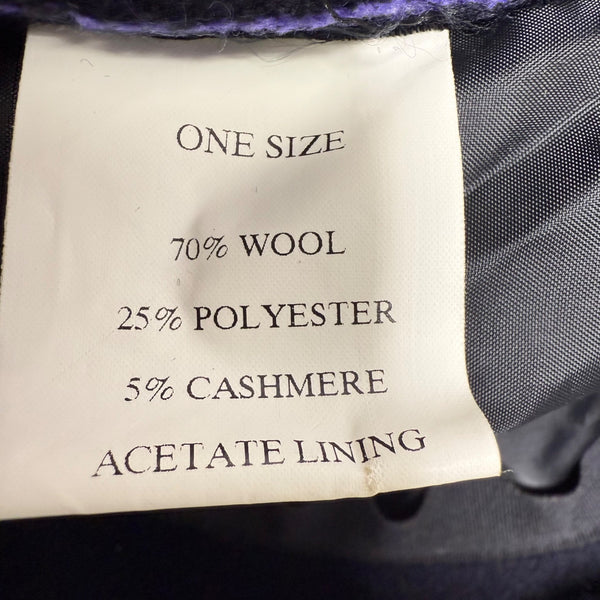 ONE SIZE
70% WOOL
25% POLYESTER
5% CASHMERE
ACETATE LINING